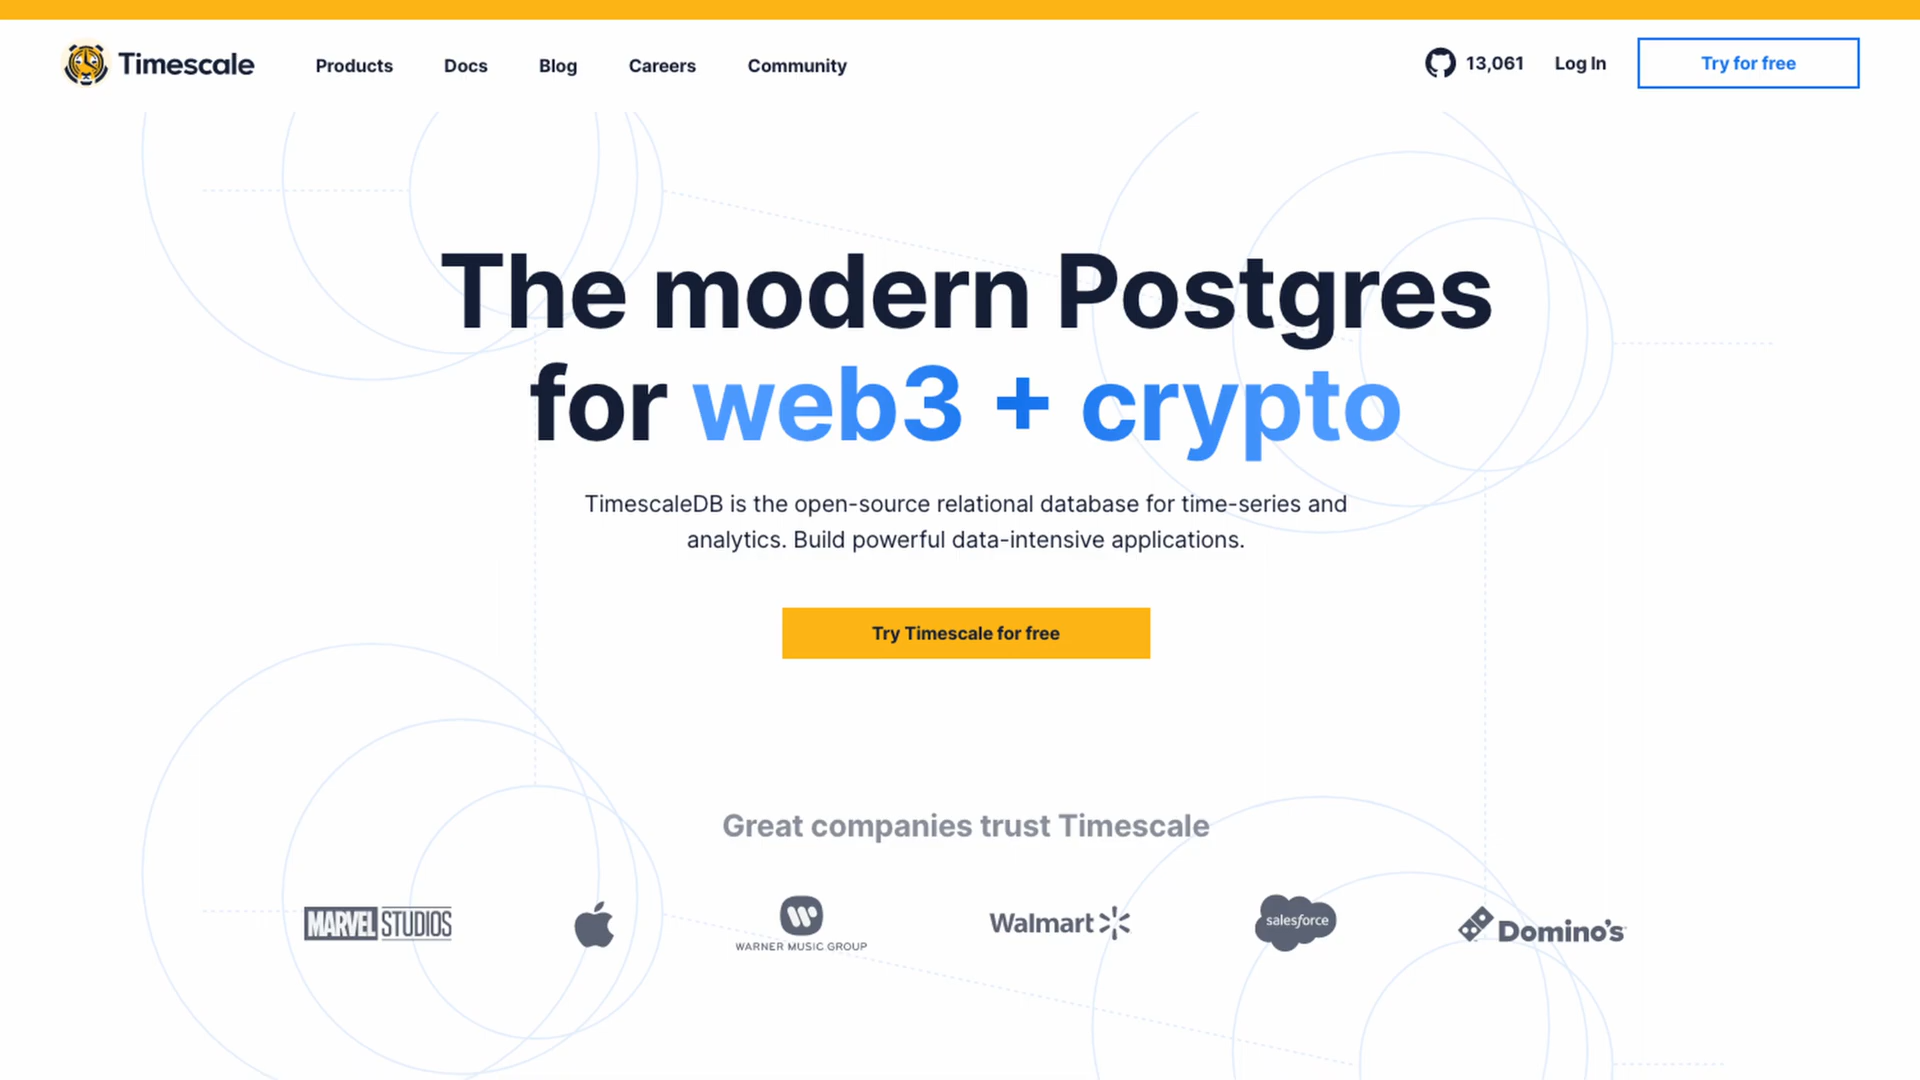 Timescale
Products
Docs
Blog
Careers
Community
13,061
Log In
Try for free
The modern Postgres
for web3 + crypto
TimescaleDB is the open-source relational database for time-series and
analytics. Build powerful data-intensive applications.
Try Timescale for free
Great companies trust Timescale
MARVEL STUDIOS
WARNER MUSIC GROUP
Walmart
salesforce
Domino's